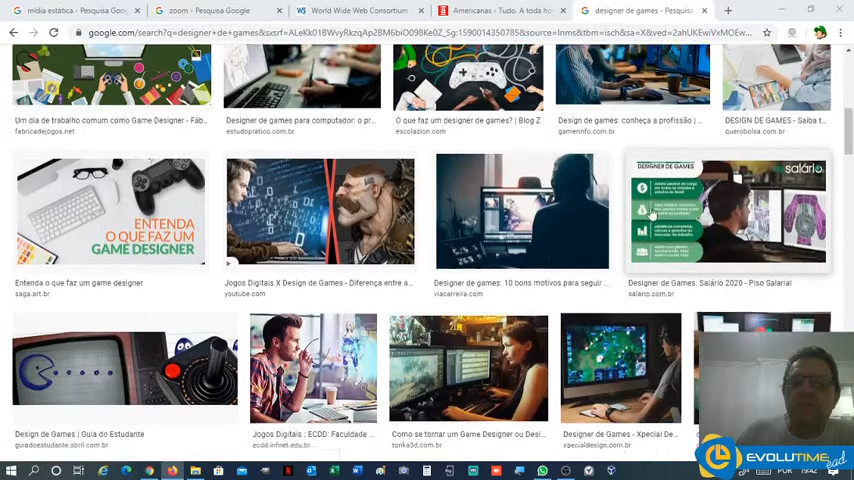 mídia estática - Pesquisa Goo
zoom - Pesquisa Google
World Wide Web Consortium
Americanas - Tudo. A toda ho
designer de games - Pesquisa
google.com/search?q=designer+de+games&sxsrf=
Um dia de trabalho comum como Game Designer - Fáb...
fabricadejogos.net
Designer de games para computador: o pr...
estudopratico.com.br
O que faz um designer de games? | Blog Z
escolazion.com
Design de games: conheça a profissão | ...
gamerinfo.com.br
DESIGN DE GAMES - Saiba t...
querobolsa.com.br
ENTENDA
O QUE FAZ UM
GAME DESIGNER
DESIGNER DE GAMES
salário
Entenda o que faz um game designer
saga.art.br
Jogos Digitais X Design de Games - Diferença entre a...
youtube.com
Designer de games: 10 bons motivos para seguir ...
viacarreira.com
Designer de Games: Salário 2020 - Piso Salarial
salario.com.br
Design de Games | Guia do Estudante
guiadoestudante.abril.com.br
Jogos Digitais : ECDD: Faculdade ...
ecdd.infnet.edu.br
Como se tornar um Game Designer ou Desi...
tonka3d.com.br
Designer de Games - Xpecial De...
xpecialdesign.com.br
EVOLUTIME
ead
POR
19:42